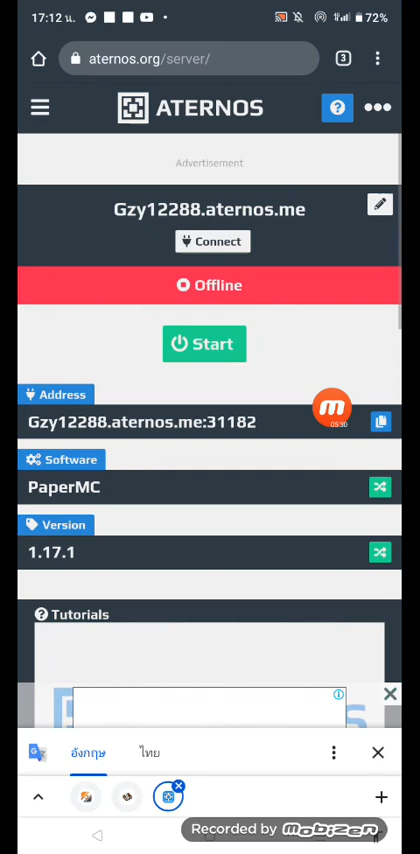 17:12 น.
72%
aternos.org/server/
3
ATERNOS
Advertisement
Gzy12288.aternos.me
Connect
Offline
Start
Address
05:30
Gzy12288.aternos.me:31182
Software
PaperMC
Version
1.17.1
Tutorials
อังกฤษ
ไทย
Recorded by mobizen